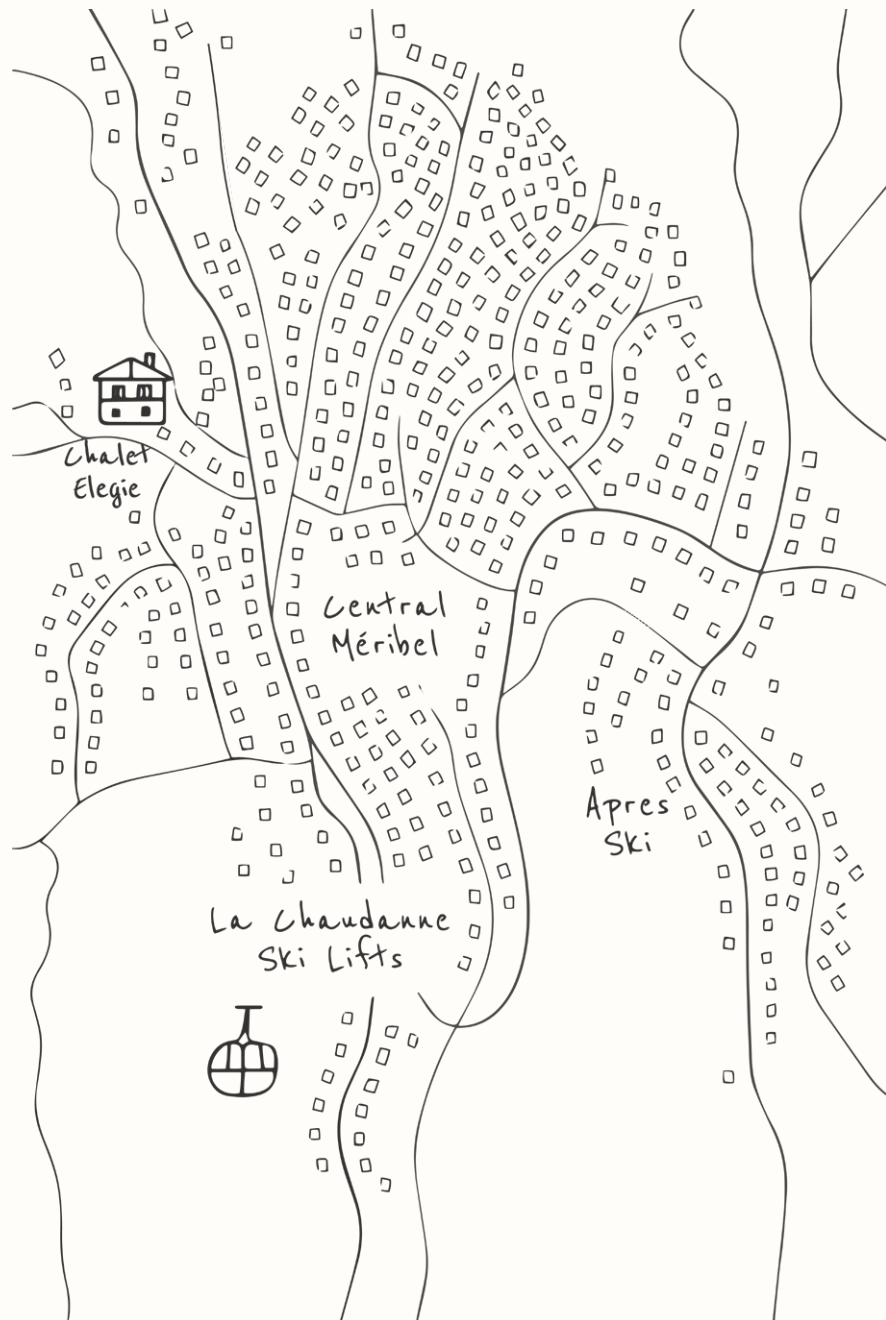 Chalet
Elegie
Central
Méribel
Apres
Ski
La Chaudanne
Ski Lifts